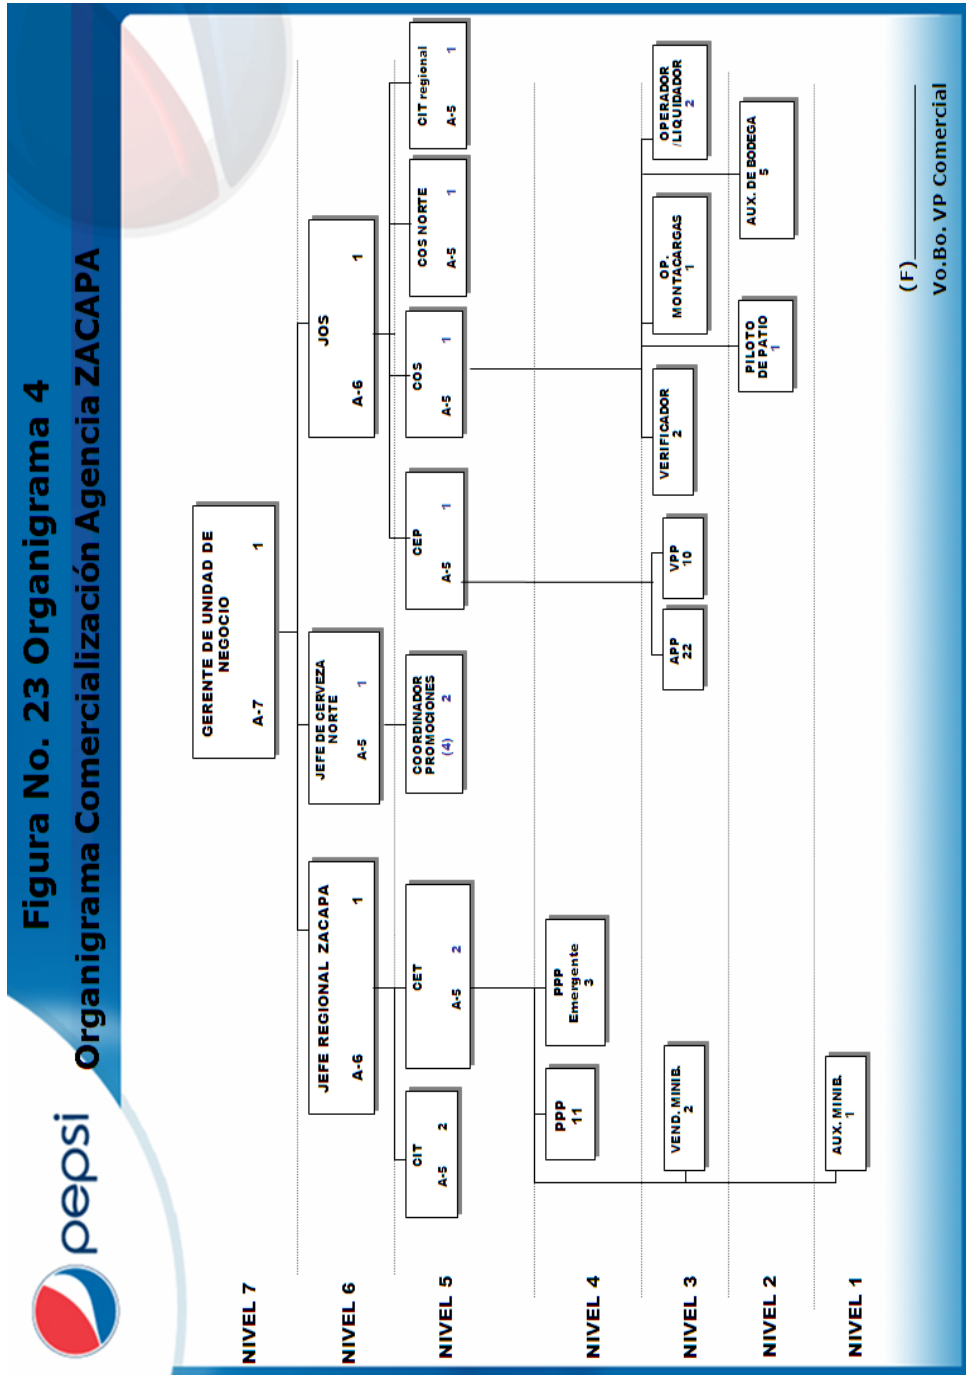 Figura No. 23 Organigrama 4
Organigrama Comercialización Agencia ZACAPA
pepsi
NIVEL 7
GERENTE DE UNIDAD DE
NEGOCIO
A-7 1
NIVEL 6
JEFE REGIONAL ZACAPA
A-6 1
JEFE DE CERVEZA
NORTE
A-5 1
JOS
A-6 1
NIVEL 5
CIT
A-5 2
CET
A-5 2
COORDINADOR
PROMOCIONES
(4) 2
CEP
A-5 1
COS
A-5 1
COS NORTE
A-5 1
CIT regional
A-5 1
NIVEL 4
PPP
11
PPP
Emergente
3
NIVEL 3
VEND. MINIB.
2
APP
22
VPP
10
VERIFICADOR
2
OP.
MONTACARGAS
1
OPERADOR
/LIQUIDADOR
2
NIVEL 2
PILOTO
DE PATIO
1
AUX. DE BODEGA
5
NIVEL 1
AUX. MINIB.
1
(F)__________
Vo.Bo. VP Comercial